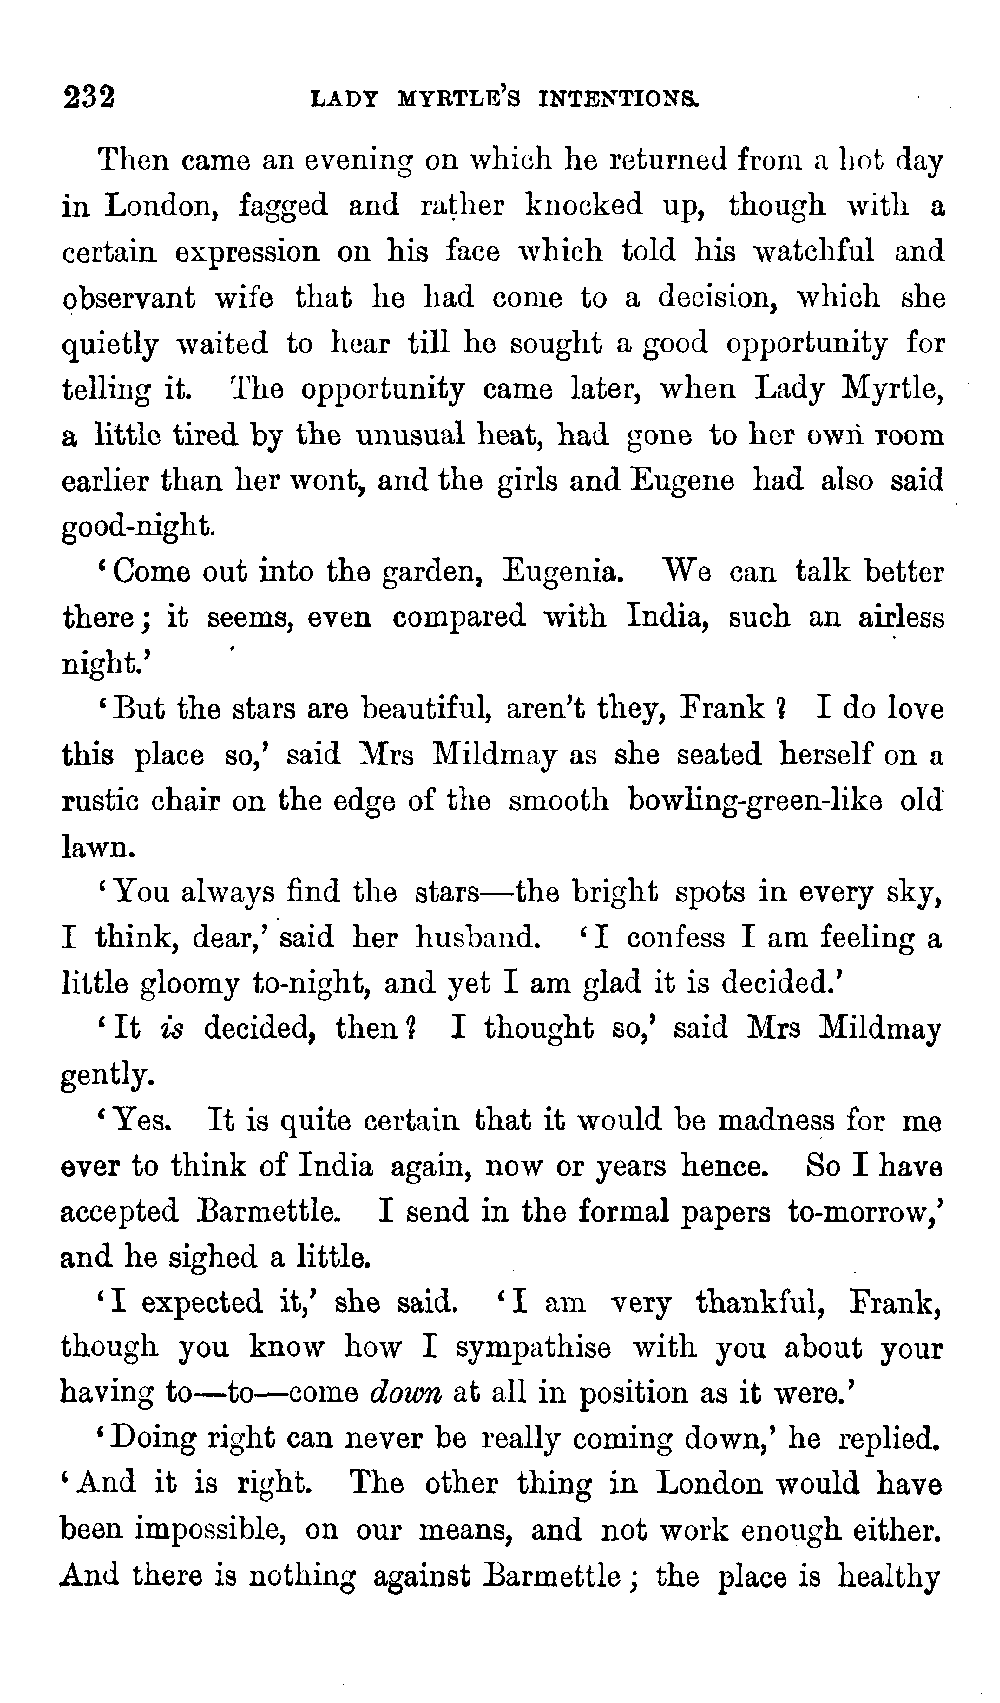 232 LADY MYRTLE'S INTENTIONS.
Then came an evening on which he returned from a hot day
in London, fagged and rather knocked up, though with a
certain expression on his face which told his watchful and
observant wife that he had come to a decision, which she
quietly waited to hear till he sought a good opportunity for
telling it. The opportunity came later, when Lady Myrtle,
a little tired by the unusual heat, had gone to her own room
earlier than her wont, and the girls and Eugene had also said
good-night.
‘Come out into the garden, Eugenia. We can talk better
there; it seems, even compared with India, such an airless
night.’
‘But the stars are beautiful, aren't they, Frank? I do love
this place so,’ said Mrs Mildmay as she seated herself on a
rustic chair on the edge of the smooth bowling-green-like old
lawn.
‘You always find the stars—the bright spots in every sky,
I think, dear,’ said her husband. ‘I confess I am feeling a
little gloomy to-night, and yet I am glad it is decided.’
‘It is decided, then? I thought so,’ said Mrs Mildmay
gently.
‘Yes. It is quite certain that it would be madness for me
ever to think of India again, now or years hence. So I have
accepted Barmettle. I send in the formal papers to-morrow,’
and he sighed a little.
‘I expected it,’ she said. ‘I am very thankful, Frank,
though you know how I sympathise with you about your
having to—to—come down at all in position as it were.’
‘Doing right can never be really coming down,’ he replied.
‘And it is right. The other thing in London would have
been impossible, on our means, and not work enough either.
And there is nothing against Barmettle; the place is healthy